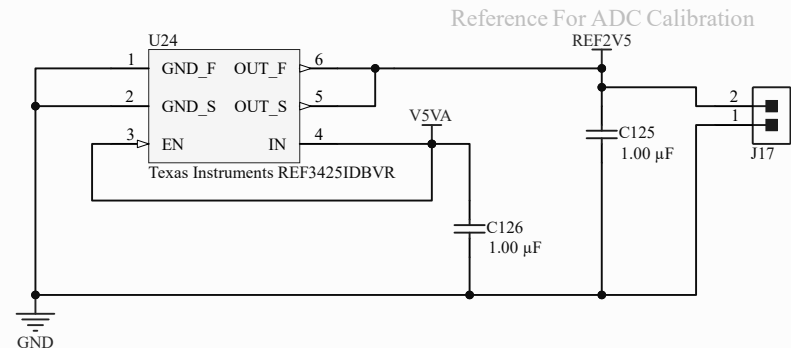 Reference For ADC Calibration
REF2V5
U24
1 GND_F OUT_F 6
2 GND_S OUT_S 5
3 EN IN 4
V5VA
Texas Instruments REF3425IDBVR
C125
1.00 µF
2
1
J17
C126
1.00 µF
GND